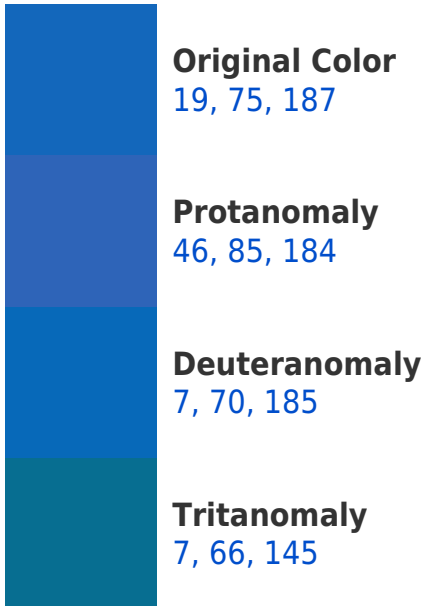 Original Color
19, 75, 187
Protanomaly
46, 85, 184
Deuteranomaly
7, 70, 185
Tritanomaly
7, 66, 145